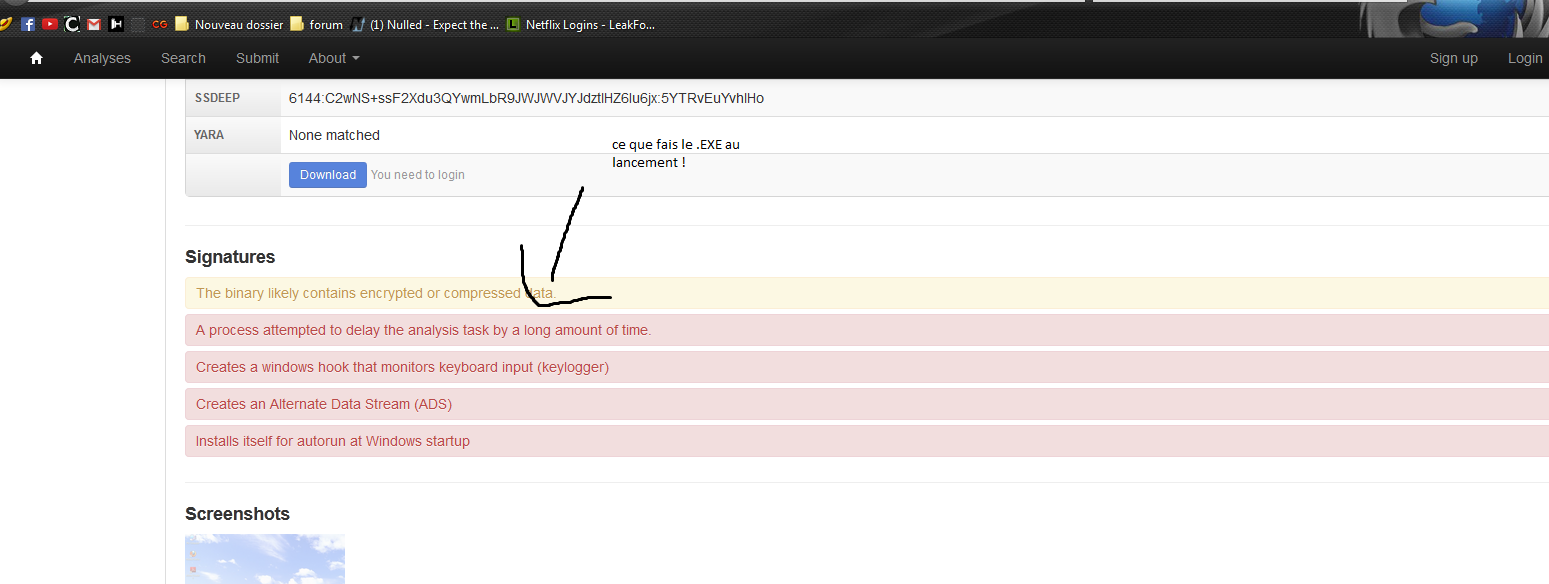 CG Nouveau dossier forum (1) Nulled - Expect the ... Netflix Logins - LeakFo...
Analyses Search Submit About Sign up Login
SSDEEP 6144:C2wNS+ssF2Xdu3QYwmLbR9JWJWVJYJdztlHZ6lu6jx:5YTRvEuYvhlHo
YARA None matched
ce que fais le .EXE au
lancement !
Download You need to login
Signatures
The binary likely contains encrypted or compressed data.
A process attempted to delay the analysis task by a long amount of time.
Creates a windows hook that monitors keyboard input (keylogger)
Creates an Alternate Data Stream (ADS)
Installs itself for autorun at Windows startup
Screenshots